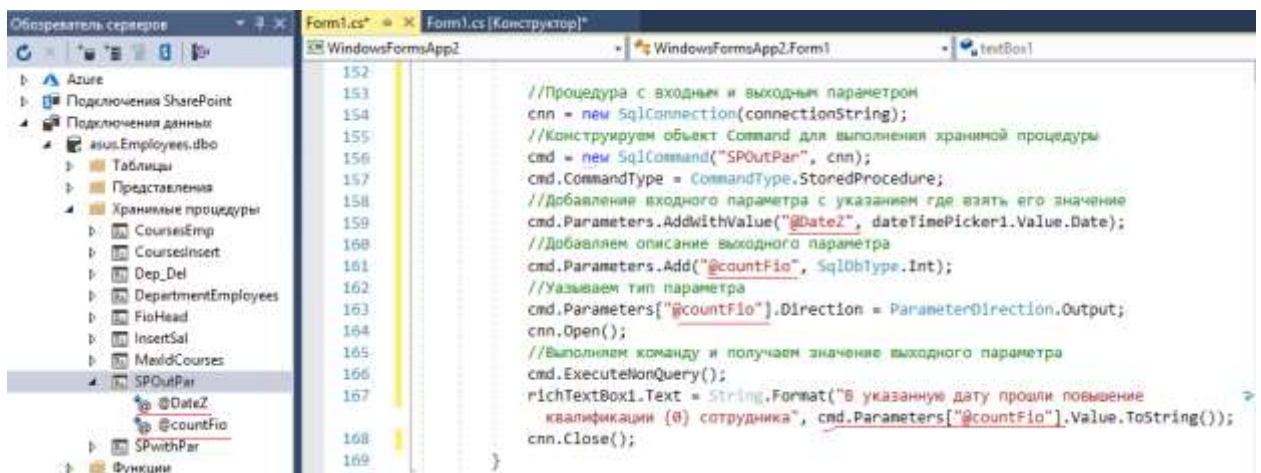 Обозреватель серверов
Azure
Подключения SharePoint
Подключения данных
asus.Employees.dbo
Таблицы
Представления
Хранимые процедуры
CoursesEmp
CoursesInsert
Dep_Del
DepartmentEmployees
FioHead
InsertSal
MaxIdCourses
SPOutPar
@DateZ
@countFio
SPwithPar
Функции
Form1.cs*
Form1.cs [Конструктор]*
WindowsFormsApp2
WindowsFormsApp2.Form1
textBox1
152
153 //Процедура с входным и выходным параметром
154 cnn = new SqlConnection(connectionString);
155 //Конструируем объект Command для выполнения хранимой процедуры
156 cmd = new SqlCommand("SPOutPar", cnn);
157 cmd.CommandType = CommandType.StoredProcedure;
158 //Добавление входного параметра с указанием где взять его значение
159 cmd.Parameters.AddWithValue("@DateZ", dateTimePicker1.Value.Date);
160 //Добавляем описание выходного параметра
161 cmd.Parameters.Add("@countFio", SqlDbType.Int);
162 //Уазываем тип параметра
163 cmd.Parameters["@countFio"].Direction = ParameterDirection.Output;
164 cnn.Open();
165 //Выполняем команду и получаем значение выходного параметра
166 cmd.ExecuteNonQuery();
167 richTextBox1.Text = String.Format("В указанную дату прошли повышение
квалификации {0} сотрудника", cmd.Parameters["@countFio"].Value.ToString());
168 cnn.Close();
169 }